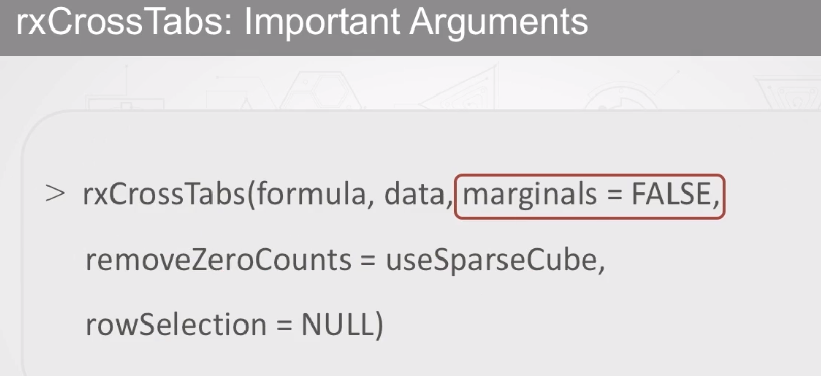 rxCrossTabs: Important Arguments
> rxCrossTabs(formula, data, marginals = FALSE,
removeZeroCounts = useSparseCube,
rowSelection = NULL)